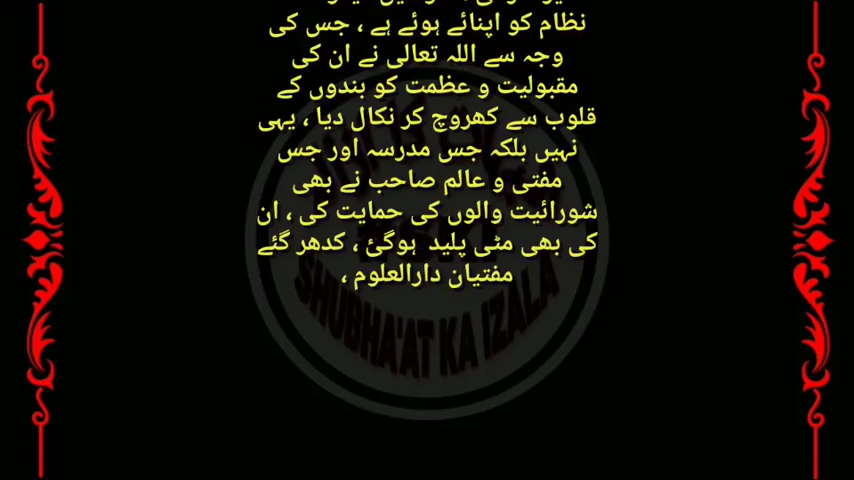 نظام کو اپنائے ہوئے ہے ، جس کی
وجہ سے اللہ تعالی نے ان کی
مقبولیت و عظمت کو بندوں کے
قلوب سے کھروچ کر نکال دیا ، یہی
نہیں بلکہ جس مدرسہ اور جس
مفتی و عالم صاحب نے بھی
شورائیت والوں کی حمایت کی ، ان
کی بھی مٹی پلید ہوگئ ، کدھر گئے
مفتیان دارالعلوم ،
SHUBHA'AT KA IZALA